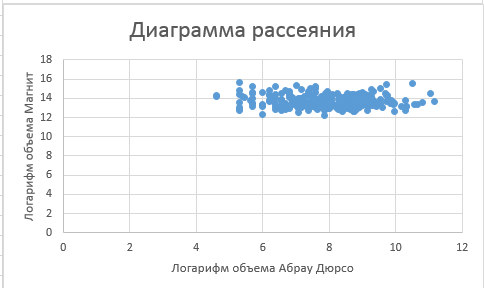 Диаграмма рассеяния
18
16
14
12
10
8
6
4
2
0
0 2 4 6 8 10 12
Логарифм объема Магнит
Логарифм объема Абрау Дюрсо